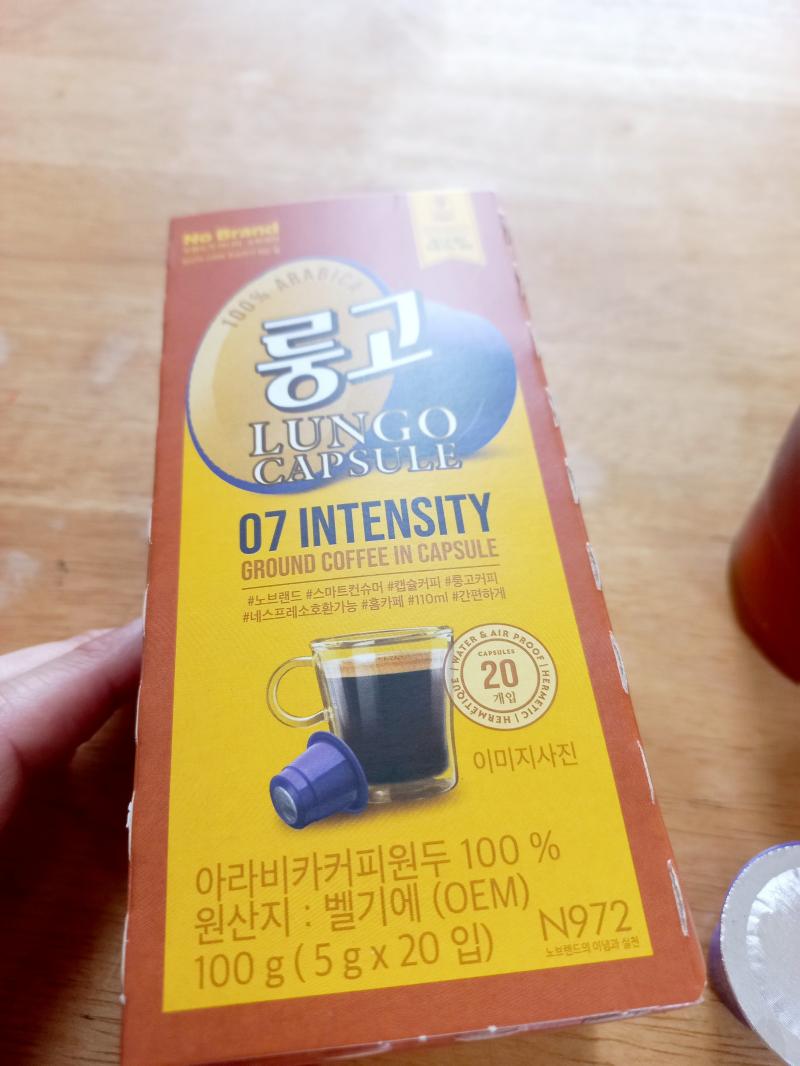 No Brand
100% ARABICA
룽고
LUNGO
CAPSULE
07 INTENSITY
GROUND COFFEE IN CAPSULE
#노브랜드 #스마트컨슈머 #캡슐커피 #룽고커피
#네스프레소호환가능 #홈카페 #110ml #간편하게
WATER & AIR PROOF | HERMETIC | HERMÉTIQUE |
CAPSULES
20
개입
이미지사진
아라비카커피원두 100 %
원산지 : 벨기에 (OEM)
100 g ( 5 g x 20 입)
N972
노브랜드의 이념과 실천